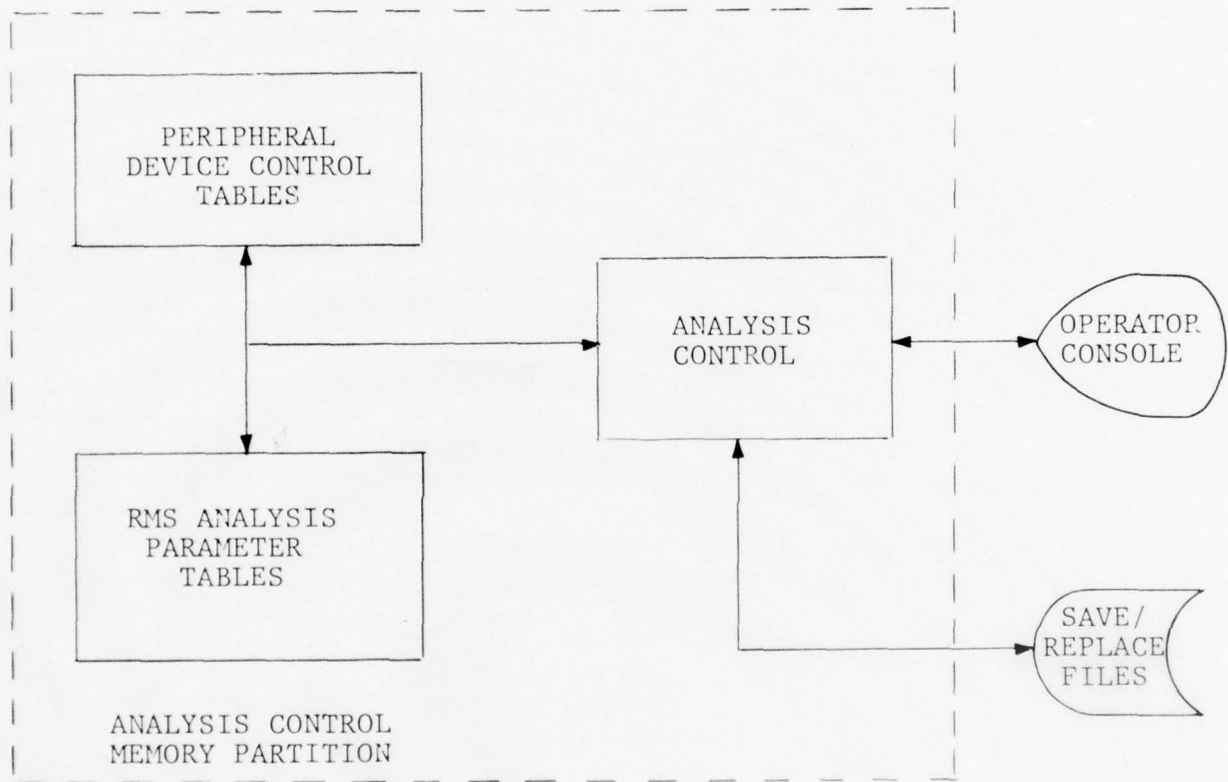 PERIPHERAL
DEVICE CONTROL
TABLES
ANALYSIS
CONTROL
OPERATOR
CONSOLE
RMS ANALYSIS
PARAMETER
TABLES
SAVE/
REPLACE
FILES
ANALYSIS CONTROL
MEMORY PARTITION